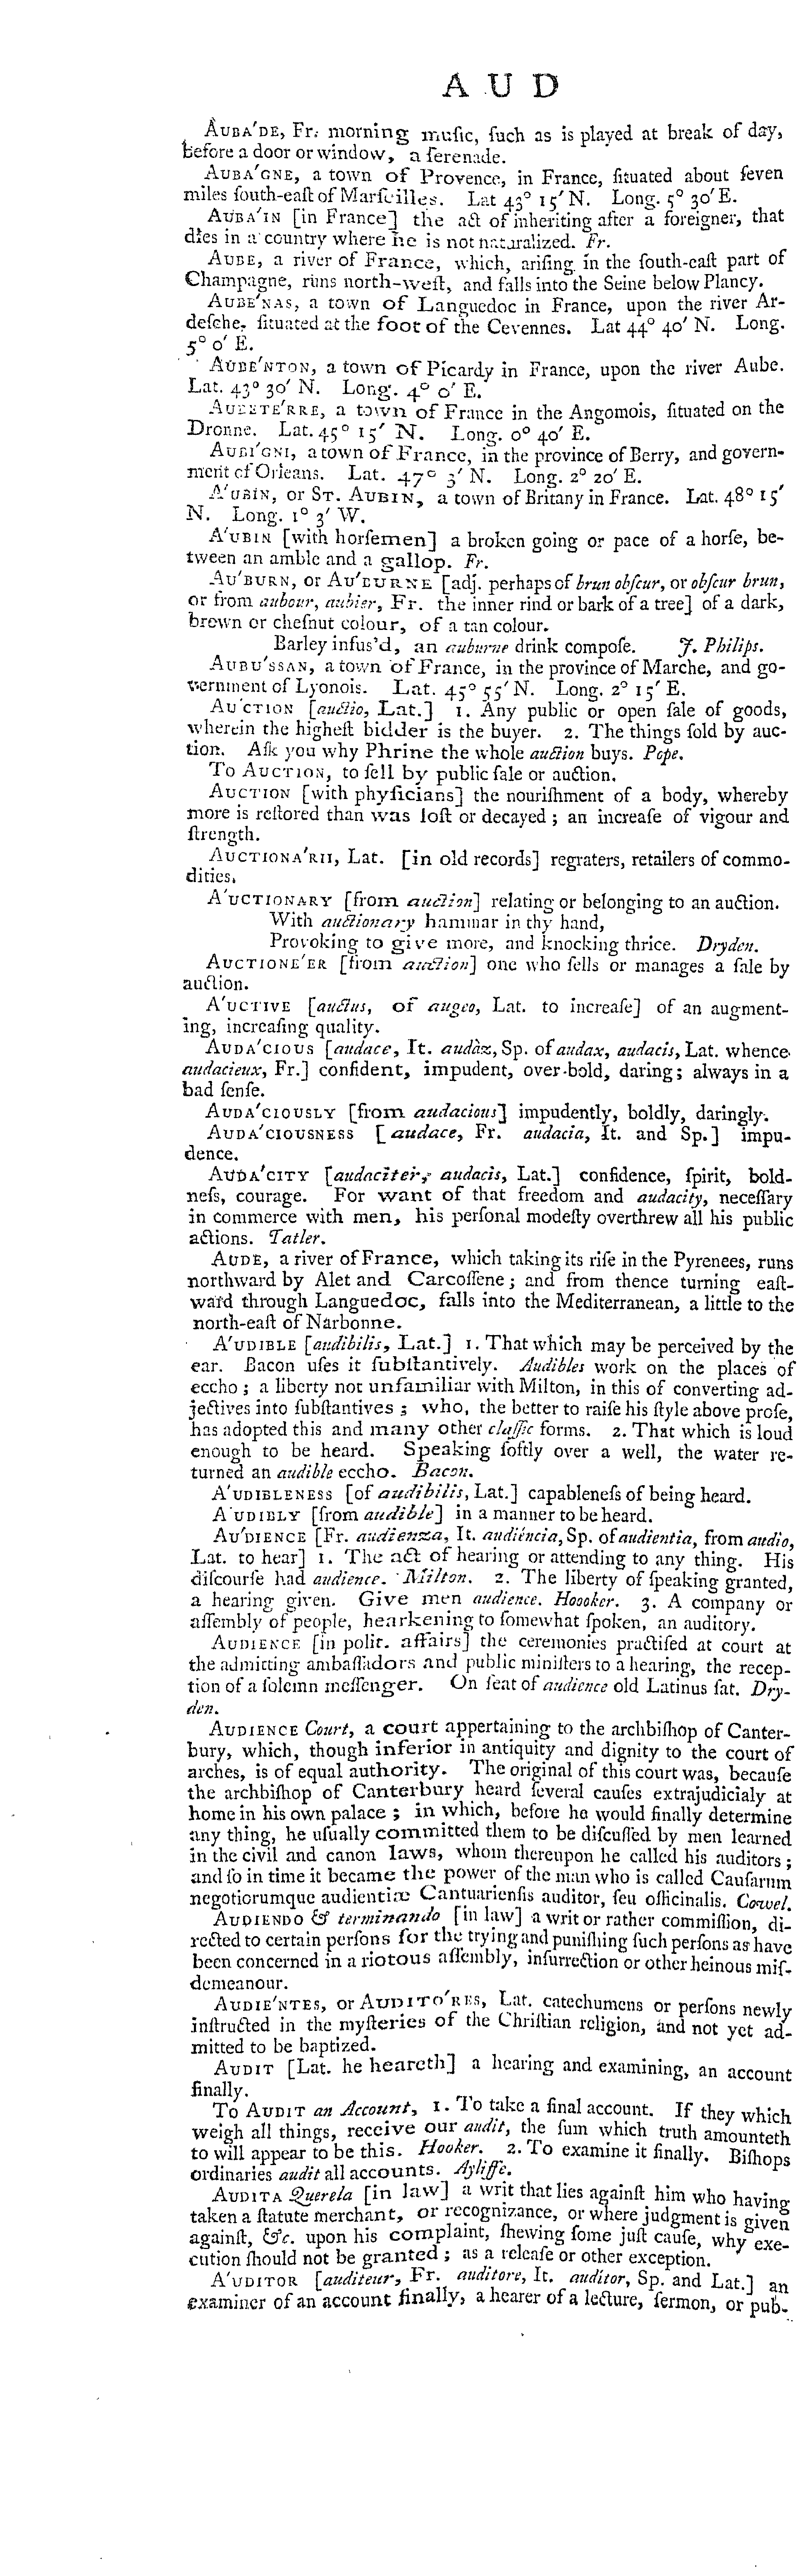 A U D
AUBA′DE, Fr. morning muſic, ſuch as is played at break of day,
before a door or window, a ſerenade.
AUBA′GNE, a town of Provence, in France, ſituated about ſeven
miles ſouth-eaſt of Marſeilles. Lat 43° 15′ N. Long. 5° 30′ E.
AUBA′IN [in France] the act of inheriting after a foreigner, that
dies in a country where he is not naturalized. Fr.
AUBE, a river of France, which, ariſing in the ſouth-eaſt part of
Champagne, runs north-weſt, and falls into the Seine below Plancy.
AUBE′NAS, a town of Languedoc in France, upon the river Ar-
deſche, ſituated at the foot of the Cevennes. Lat 44° 40′ N. Long.
5° 0′ E.
AUBE′NTON, a town of Picardy in France, upon the river Aube.
Lat. 43° 30′ N. Long. 4° 0′ E.
AUBETE′RRE, a town of France in the Angomois, ſituated on the
Dronne. Lat. 45° 15′ N. Long. 0° 40′ E.
AUBI′GNI, a town of France, in the province of Berry, and govern-
ment of Orleans. Lat. 47° 3′ N. Long. 2° 20′ E.
A′UBIN, or ST. AUBIN, a town of Britany in France. Lat. 48° 15′
N. Long. 1° 3′ W.
A′UBIN [with horſemen] a broken going or pace of a horſe, be-
tween an amble and a gallop. Fr.
AU′BURN, or AU′BURNE [adj. perhaps of brun obſcur, or obſcur brun,
or from aubour, aubier, Fr. the inner rind or bark of a tree] of a dark,
brown or cheſnut colour, of a tan colour.
Barley infus'd, an auburne drink compoſe. J. Philips.
AUBU′SSAN, a town of France, in the province of Marche, and go-
vernment of Lyonois. Lat. 45° 55′ N. Long. 2° 15′ E.
AU′CTION [auctio, Lat.] 1. Any public or open ſale of goods,
wherein the higheſt bidder is the buyer. 2. The things ſold by auc-
tion. Aſk you why Phrine the whole auction buys. Pope.
To AUCTION, to ſell by public ſale or auction.
AUCTION [with phyſicians] the nouriſhment of a body, whereby
more is reſtored than was loſt or decayed; an increaſe of vigour and
ſtrength.
AUCTIONA′RII, Lat. [in old records] regraters, retailers of commo-
dities.
A′UCTIONARY [from auction] relating or belonging to an auction.
With auctionary hammar in thy hand,
Provoking to give more, and knocking thrice. Dryden.
AUCTIONE′ER [from auction] one who ſells or manages a ſale by
auction.
A′UCTIVE [auctus, of augeo, Lat. to increaſe] of an augment-
ing, increaſing quality.
AUDA′CIOUS [audace, It. audàz, Sp. of audax, audacis, Lat. whence
audacieux, Fr.] confident, impudent, over-bold, daring; always in a
bad ſenſe.
AUDA′CIOUSLY [from audacious] impudently, boldly, daringly.
AUDA′CIOUSNESS [audace, Fr. audacia, It. and Sp.] impu-
dence.
AUDA′CITY [audaciter, audacis, Lat.] confidence, ſpirit, bold-
neſs, courage. For want of that freedom and audacity, neceſſary
in commerce with men, his perſonal modeſty overthrew all his public
actions. Tatler.
AUDE, a river of France, which taking its riſe in the Pyrenees, runs
northward by Alet and Carcoſſene; and from thence turning eaſt-
ward through Languedoc, falls into the Mediterranean, a little to the
north-eaſt of Narbonne.
A′UDIBLE [audibilis, Lat.] 1. That which may be perceived by the
ear. Bacon uſes it ſubſtantively. Audibles work on the places of
eccho; a liberty not unfamiliar with Milton, in this of converting ad-
jectives into ſubſtantives; who, the better to raiſe his ſtyle above proſe,
has adopted this and many other claſſic forms. 2. That which is loud
enough to be heard. Speaking ſoftly over a well, the water re-
turned an audible eccho. Bacon.
A′UDIBLENESS [of audibilis, Lat.] capableneſs of being heard.
A′UDIBLY [from audible] in a manner to be heard.
AU′DIENCE [Fr. audienza, It. audiéncia, Sp. of audientia, from audio,
Lat. to hear] 1. The act of hearing or attending to any thing. His
diſcourſe had audience. Milton. 2. The liberty of ſpeaking granted,
a hearing given. Give men audience. Hoooker. 3. A company or
aſſembly of people, hearkening to ſomewhat ſpoken, an auditory.
AUDIENCE [in polit. affairs] the ceremonies practiſed at court at
the admitting ambaſſadors and public miniſters to a hearing, the recep-
tion of a ſolemn meſſenger. On ſeat of audience old Latinus ſat. Dry-
den.
AUDIENCE Court, a court appertaining to the archbiſhop of Canter-
bury, which, though inferior in antiquity and dignity to the court of
arches, is of equal authority. The original of this court was, becauſe
the archbiſhop of Canterbury heard ſeveral cauſes extrajudicialy at
home in his own palace; in which, before he would finally determine
any thing, he uſually committed them to be diſcuſſed by men learned
in the civil and canon laws, whom thereupon he called his auditors;
and ſo in time it became the power of the man who is called Cauſarum
negotiorumque audientiæ Cantuarienſis auditor, ſeu officinalis. Cowel.
AUDIENDO & terminando [in law] a writ or rather commiſſion, di-
rected to certain perſons for the trying and puniſhing ſuch perſons as have
been concerned in a riotous aſſembly, inſurrection or other heinous miſ-
demeanour.
AUDIE′NTES, or AUDITO′RES, Lat. catechumens or perſons newly
inſtructed in the myſteries of the Chriſtian religion, and not yet ad-
mitted to be baptized.
AUDIT [Lat. he heareth] a hearing and examining, an account
finally.
To AUDIT an Account, 1. To take a final account. If they which
weigh all things, receive our audit, the ſum which truth amounteth
to will appear to be this. Hooker. 2. To examine it finally. Biſhops
ordinaries audit all accounts. Ayliffe.
AUDITA Querela [in law] a writ that lies againſt him who having
taken a ſtatute merchant, or recognizance, or where judgment is given
againſt, &c. upon his complaint, ſhewing ſome juſt cauſe, why exe-
cution ſhould not be granted; as a releaſe or other exception.
A′UDITOR [auditeur, Fr. auditore, It. auditor, Sp. and Lat.] an
examiner of an account finally, a hearer of a lecture, ſermon, or pub-